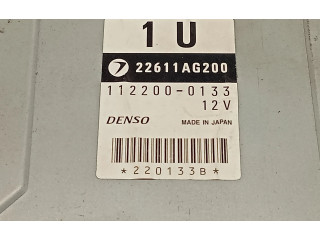 1 U
22611AG200
112200-0133
12V
DENSO MADE IN JAPAN
*220133B*